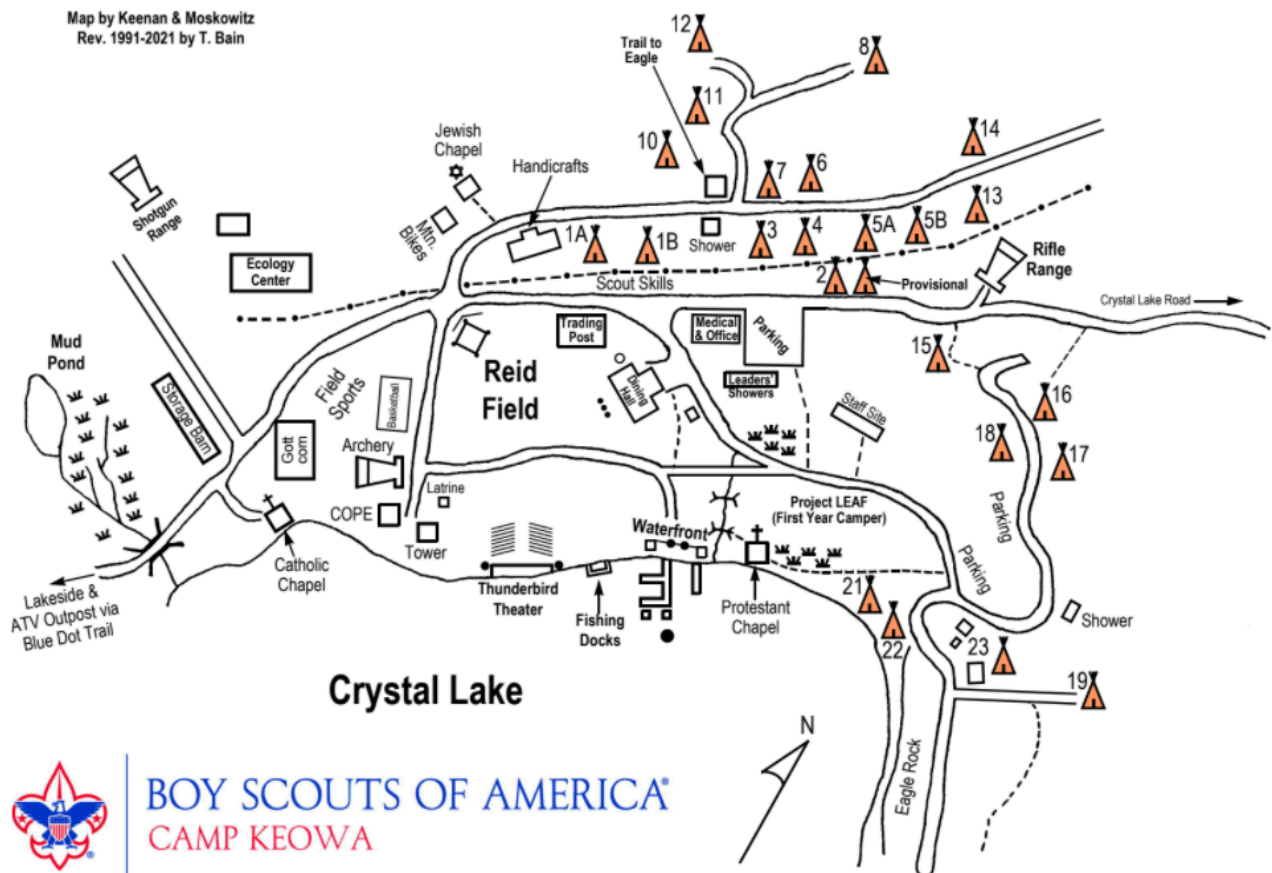 Map by Keenan & Moskowitz
Rev. 1991-2021 by T. Bain
12
Trail to
Eagle
8
11
14
Jewish
Chapel
Handicrafts
10
7
6
Shotgun
Range
Mtn.
Bikes
13
1A
1B
Shower
3
4
5A
5B
Rifle
Range
Ecology
Center
Scout Skills
2
Provisional
Crystal Lake Road
Mud
Pond
Trading
Post
Medical
& Office
Parking
15
Reid
Field
Dining
Hall
Leaders'
Showers
Field
Sports
Basketball
16
Storage Barn
Staff Site
18
17
Gott
corn
Archery
Latrine
COPE
Tower
Project LEAF
(First Year Camper)
Parking
Waterfront
Catholic
Chapel
Parking
Lakeside &
ATV Outpost via
Blue Dot Trail
Thunderbird
Theater
Fishing
Docks
Protestant
Chapel
21
22
Shower
23
19
Crystal Lake
N
Eagle Rock
BOY SCOUTS OF AMERICA®
CAMP KEOWA